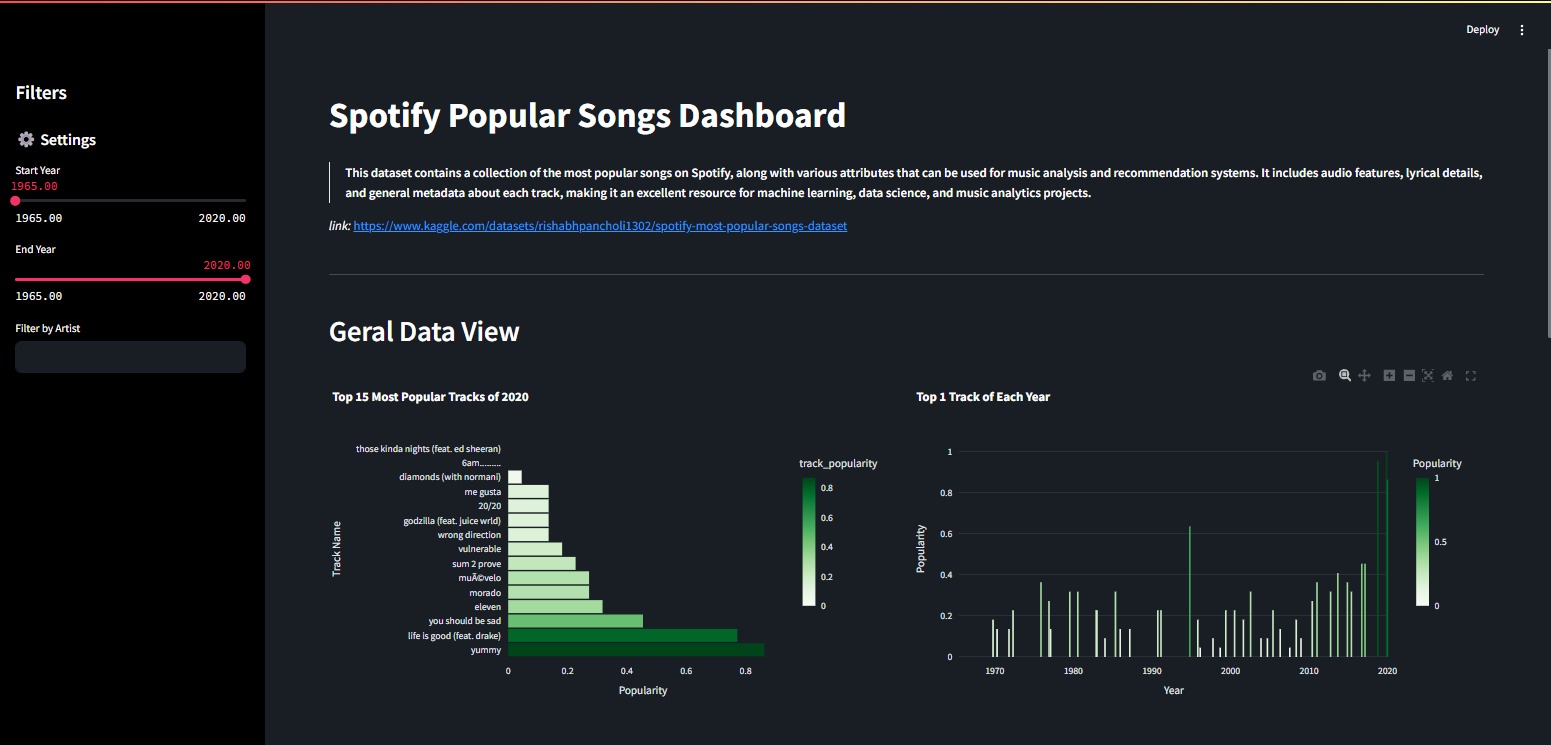 Deploy
Filters
Settings
Start Year
1965.00
1965.00 2020.00
End Year
2020.00
1965.00 2020.00
Filter by Artist
Spotify Popular Songs Dashboard
This dataset contains a collection of the most popular songs on Spotify, along with various attributes that can be used for music analysis and recommendation systems. It includes audio features, lyrical details,
and general metadata about each track, making it an excellent resource for machine learning, data science, and music analytics projects.
link: https://www.kaggle.com/datasets/rishabhpancholi1302/spotify-most-popular-songs-dataset
Geral Data View
Top 15 Most Popular Tracks of 2020
Track Name
those kinda nights (feat. ed sheeran)
6am.........
diamonds (with normani)
me gusta
20/20
godzilla (feat. juice wrld)
wrong direction
vulnerable
sum 2 prove
muÃ©velo
morado
eleven
you should be sad
life is good (feat. drake)
yummy
0 0.2 0.4 0.6 0.8
Popularity
track_popularity
0.8
0.6
0.4
0.2
0
Top 1 Track of Each Year
Popularity
1
0.8
0.6
0.4
0.2
0
1970 1980 1990 2000 2010 2020
Year
Popularity
1
0.5
0